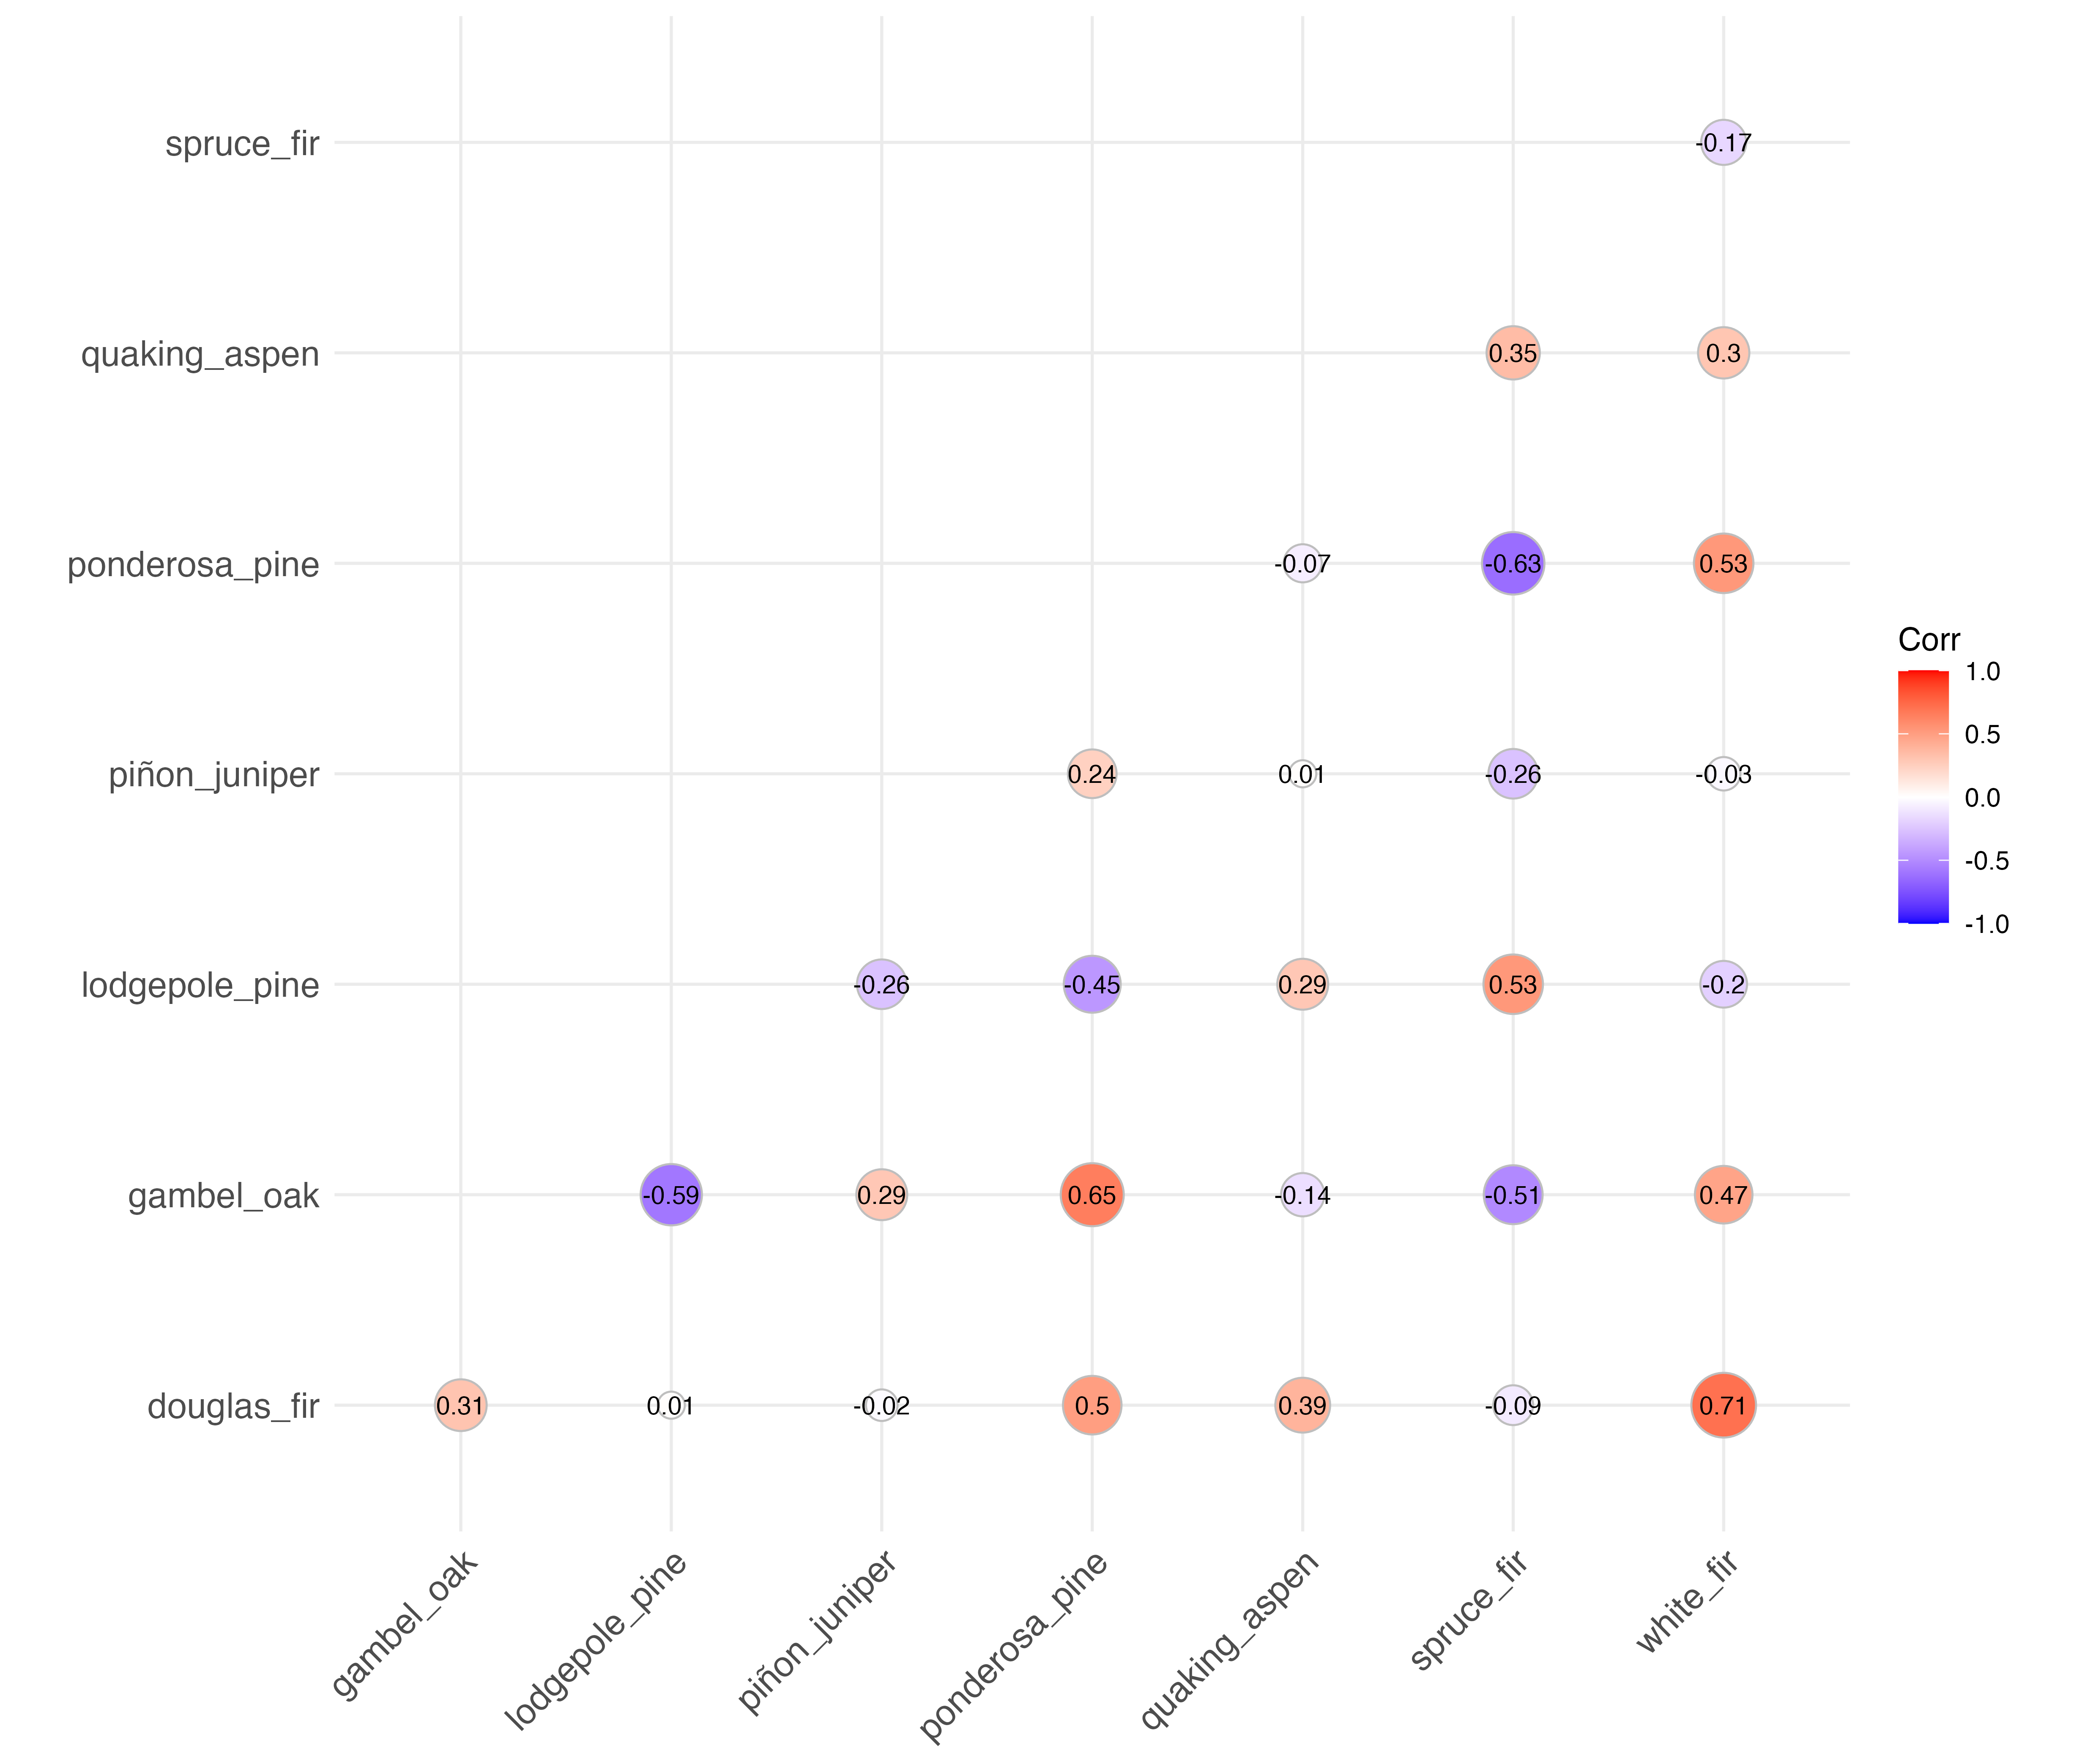 spruce_fir
-0.17
quaking_aspen
0.35
0.3
ponderosa_pine
-0.07
-0.63
0.53
piñon_juniper
0.24
0.01
-0.26
-0.03
lodgepole_pine
-0.26
-0.45
0.29
0.53
-0.2
gambel_oak
-0.59
0.29
0.65
-0.14
-0.51
0.47
douglas_fir
0.31
0.01
-0.02
0.5
0.39
-0.09
0.71
gambel_oak
lodgepole_pine
piñon_juniper
ponderosa_pine
quaking_aspen
spruce_fir
white_fir
Corr
1.0
0.5
0.0
-0.5
-1.0